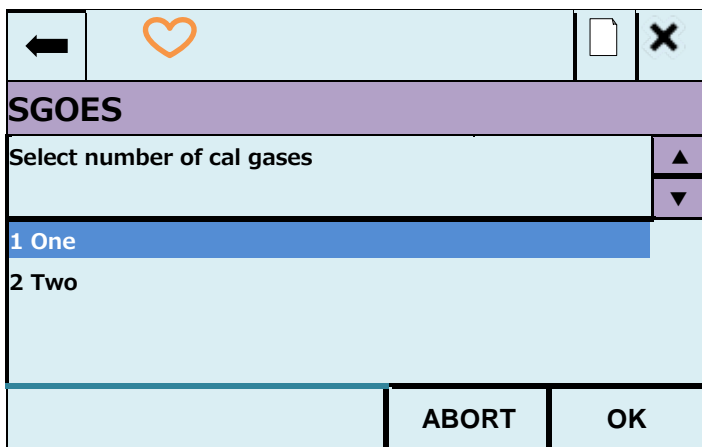 SGOES
Select number of cal gases
1 One
2 Two
ABORT
OK